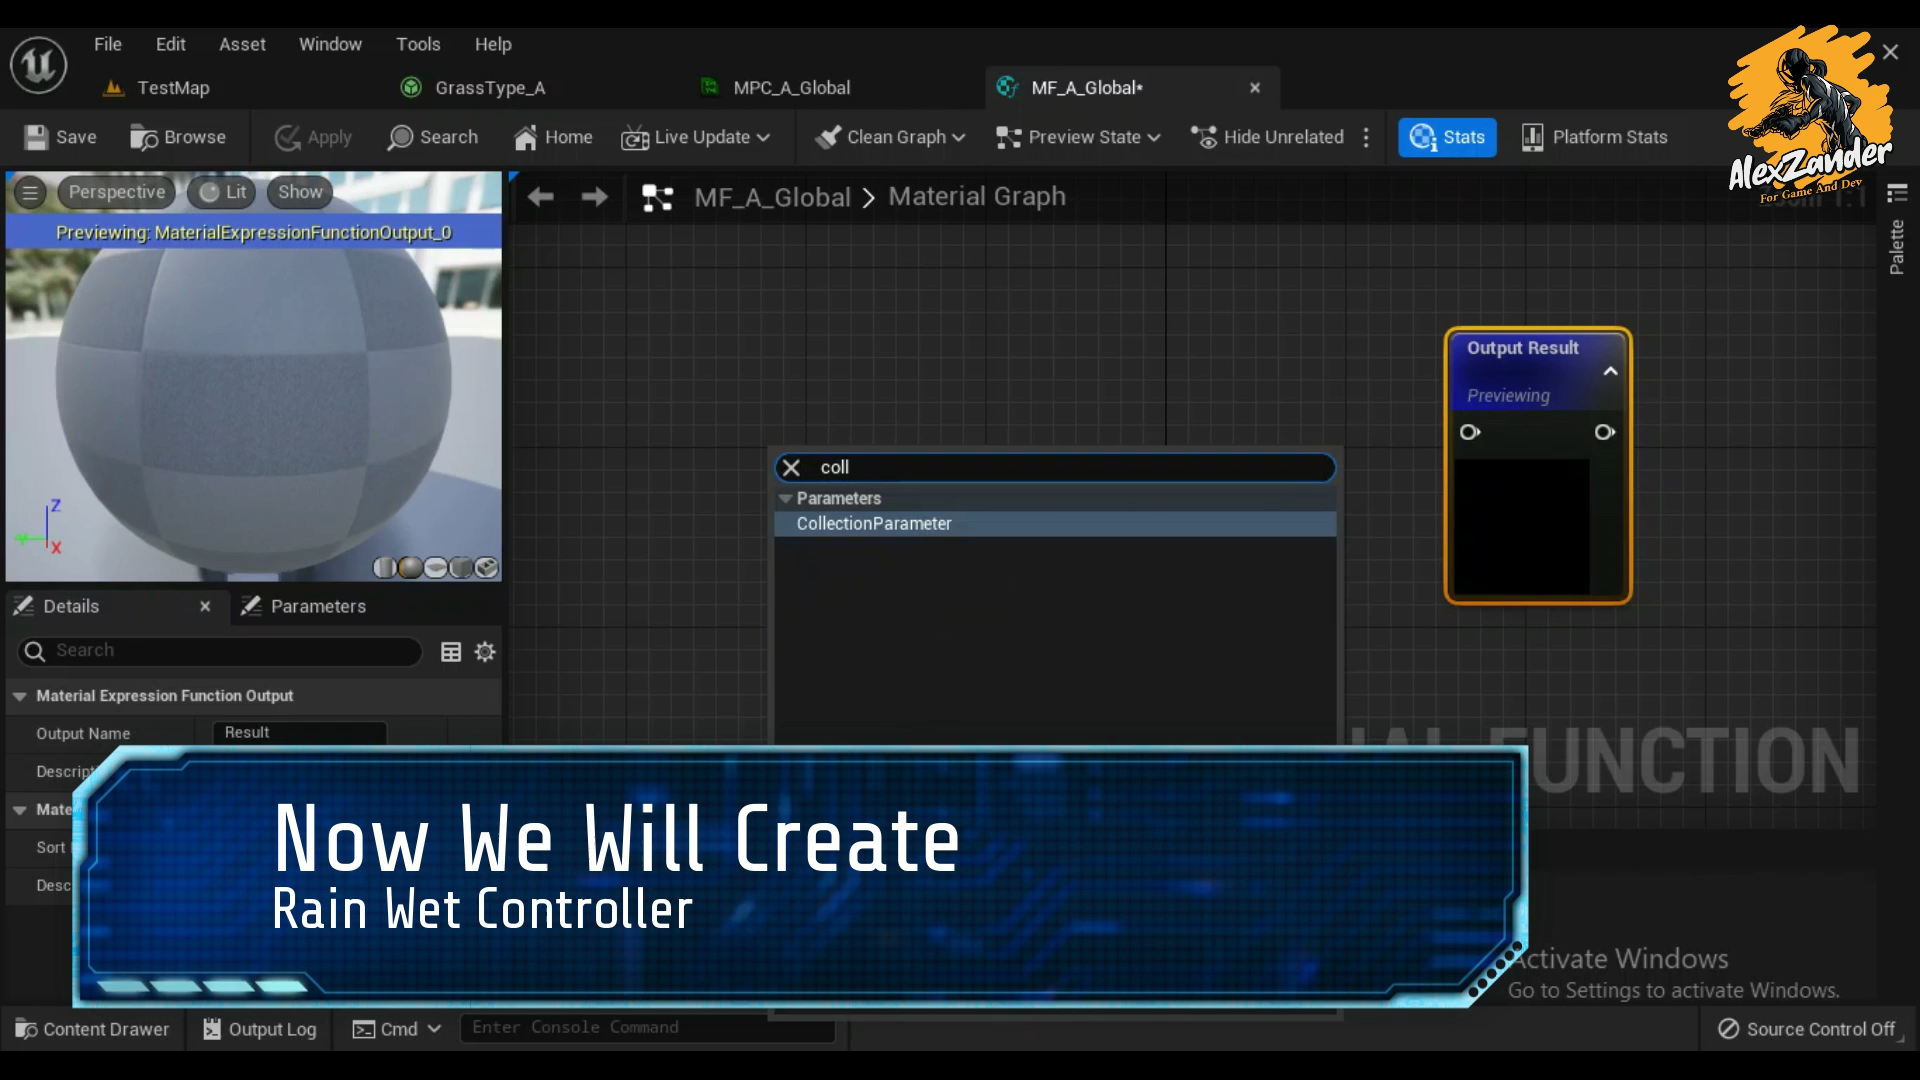 File Edit Asset Window Tools Help
TestMap GrassType_A MPC_A_Global MF_A_Global*
Save Browse Apply Search Home Live Update Clean Graph Preview State Hide Unrelated Stats Platform Stats
AlexZander
For Game And Dev
Perspective Lit Show
MF_A_Global > Material Graph
Previewing: MaterialExpressionFunctionOutput_0
Palette
Output Result
Previewing
coll
Parameters
CollectionParameter
Z
Y
X
Details Parameters
Search
Material Expression Function Output
Output Name Result
Descript
Mate
Sort
Desc
FUNCTION
Now We Will Create
Rain Wet Controller
Activate Windows
Go to Settings to activate Windows.
Content Drawer Output Log Cmd Enter Console Command Source Control Off